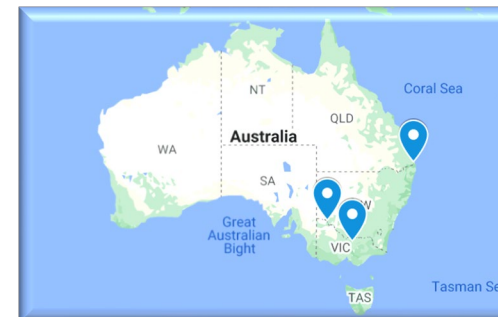 Coral Sea
NT
QLD
Australia
WA
SA
W
Great
Australian
Bight
VIC
Tasman Se
TAS